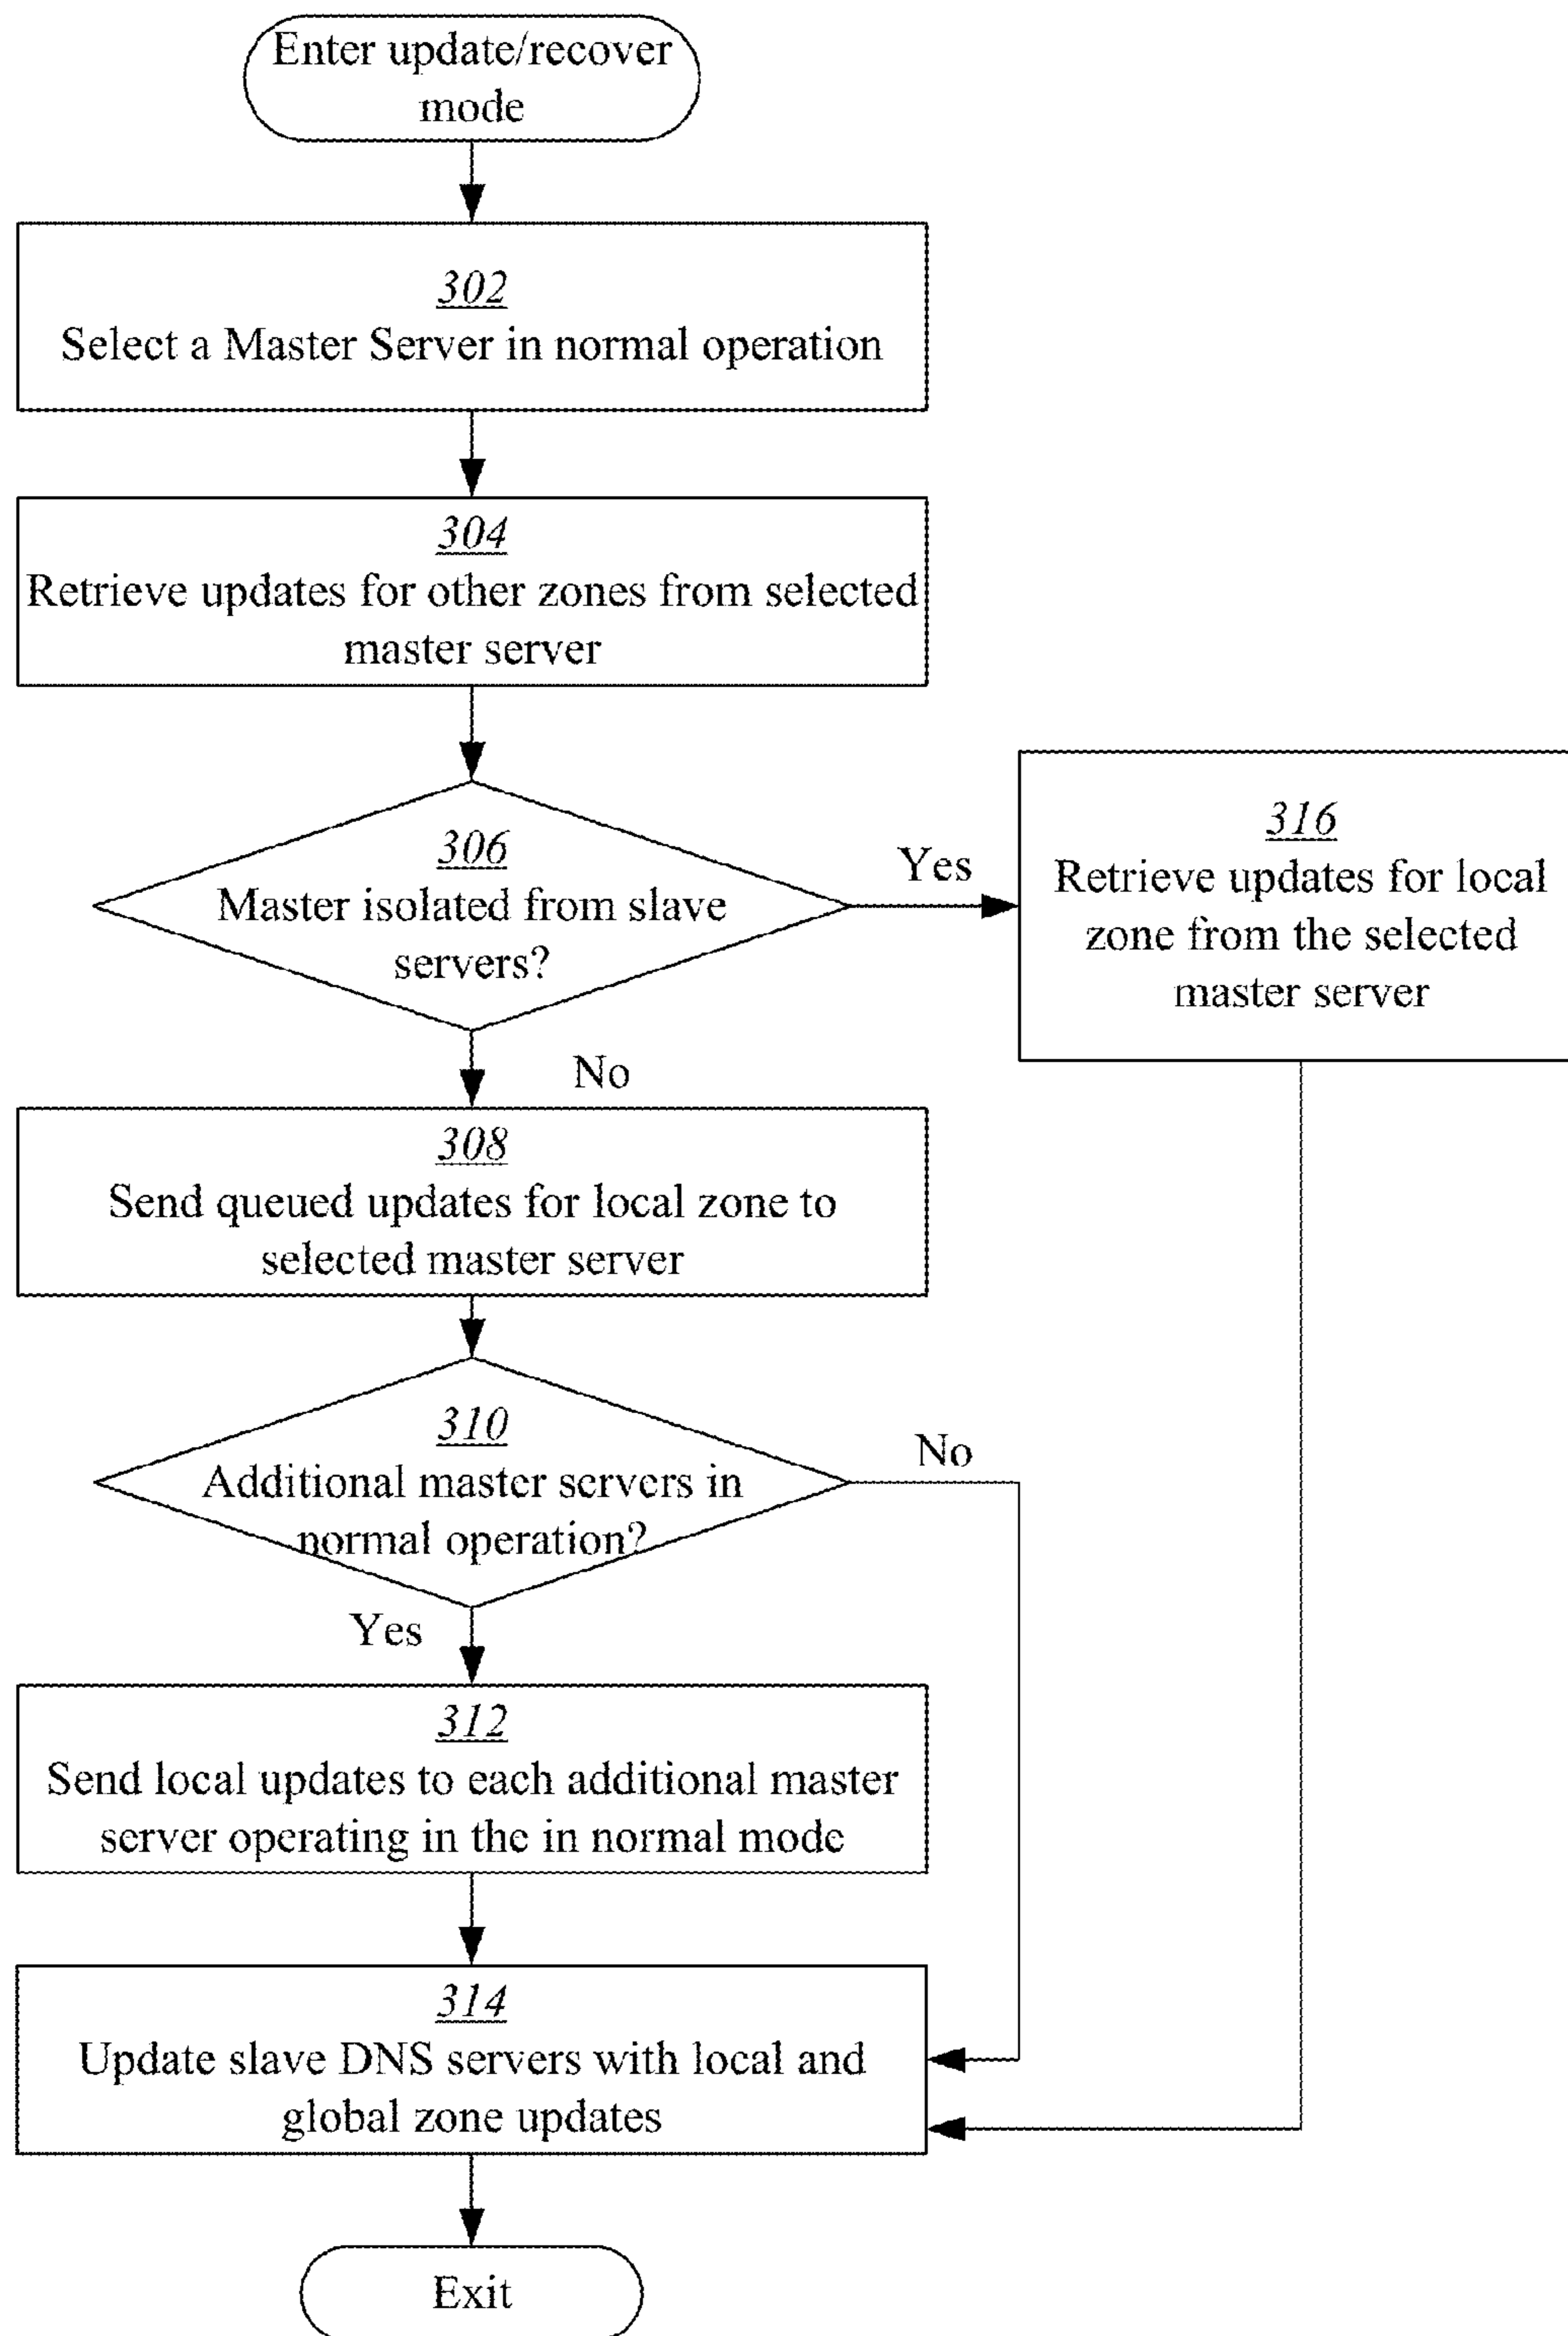 Enter update/recover
mode
302
Select a Master Server in normal operation
304
Retrieve updates for other zones from selected
master server
306
Master isolated from slave
servers?
Yes
316
Retrieve updates for local
zone from the selected
master server
No
308
Send queued updates for local zone to
selected master server
310
Additional master servers in
normal operation?
No
Yes
312
Send local updates to each additional master
server operating in the in normal mode
314
Update slave DNS servers with local and
global zone updates
Exit